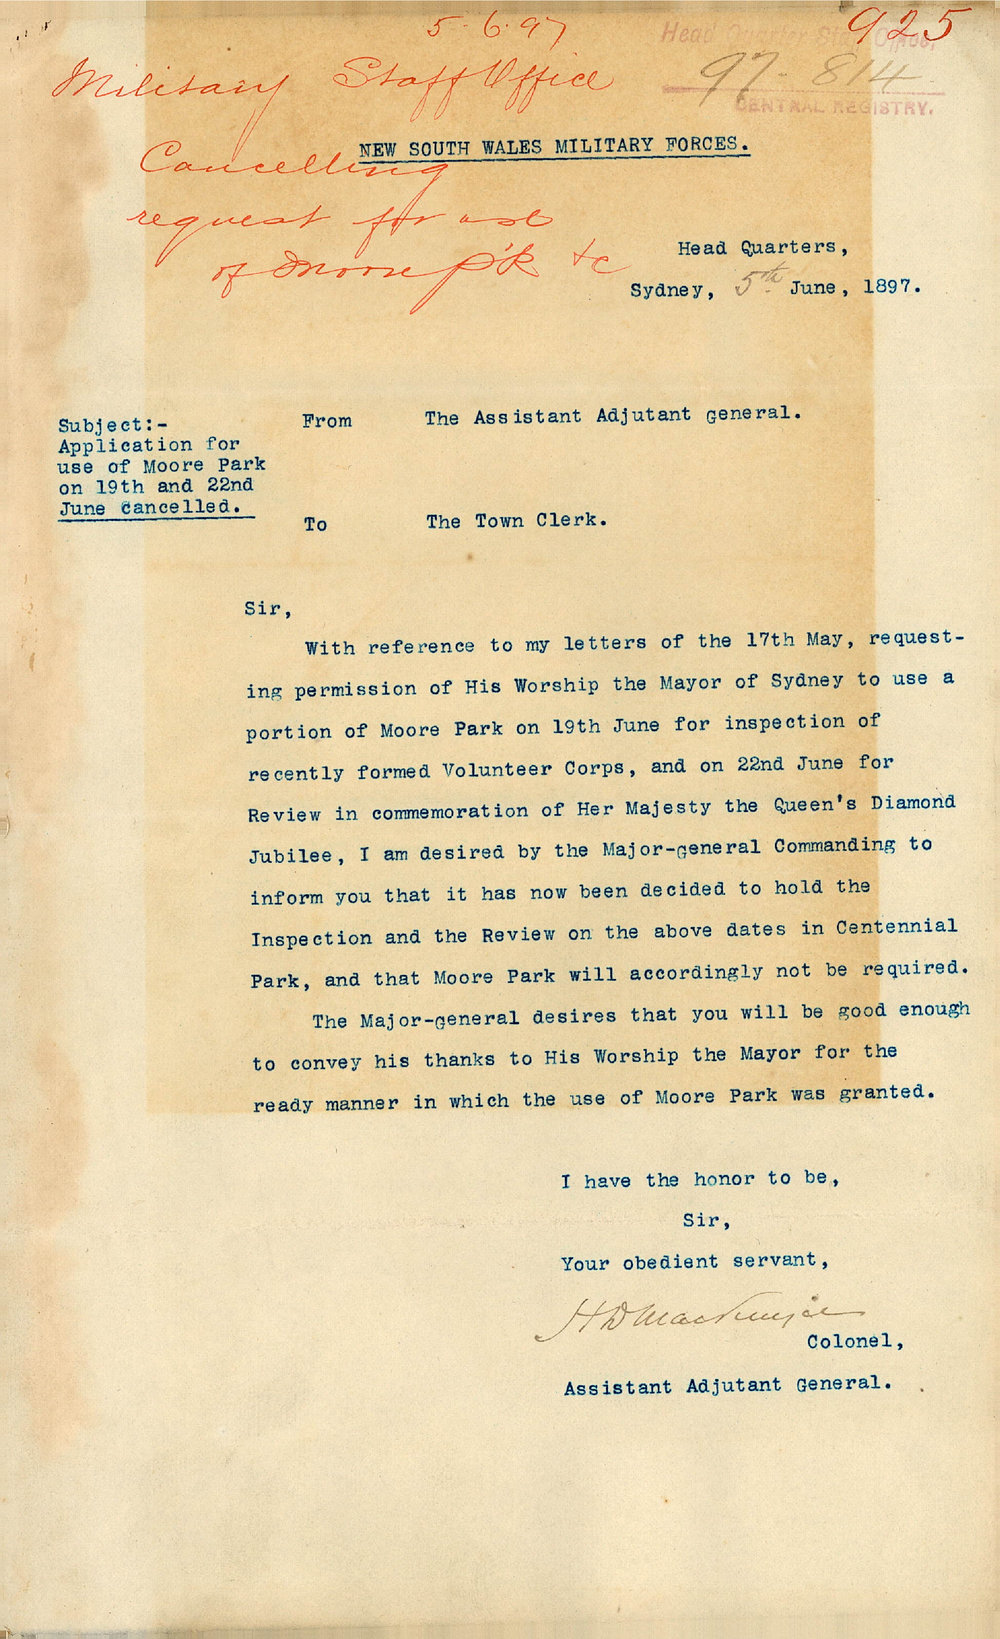 5.6.97
925
Head Quarter Staff Office,
97-814
CENTRAL REGISTRY.
Military Staff Office
Cancelling
request for use
of Moore P'k &c
NEW SOUTH WALES MILITARY FORCES.
Head Quarters,
Sydney, 5th June, 1897.
Subject:-
Application for
use of Moore Park
on 19th and 22nd
June Cancelled.
From The Assistant Adjutant General.
To The Town Clerk.
Sir,
With reference to my letters of the 17th May, request-
ing permission of His Worship the Mayor of Sydney to use a
portion of Moore Park on 19th June for inspection of
recently formed Volunteer Corps, and on 22nd June for
Review in commemoration of Her Majesty the Queen's Diamond
Jubilee, I am desired by the Major-General Commanding to
inform you that it has now been decided to hold the
Inspection and the Review on the above dates in Centennial
Park, and that Moore Park will accordingly not be required.
The Major-General desires that you will be good enough
to convey his thanks to His Worship the Mayor for the
ready manner in which the use of Moore Park was granted.
I have the honor to be,
Sir,
Your obedient servant,
H D Mackenzie
Colonel,
Assistant Adjutant General.